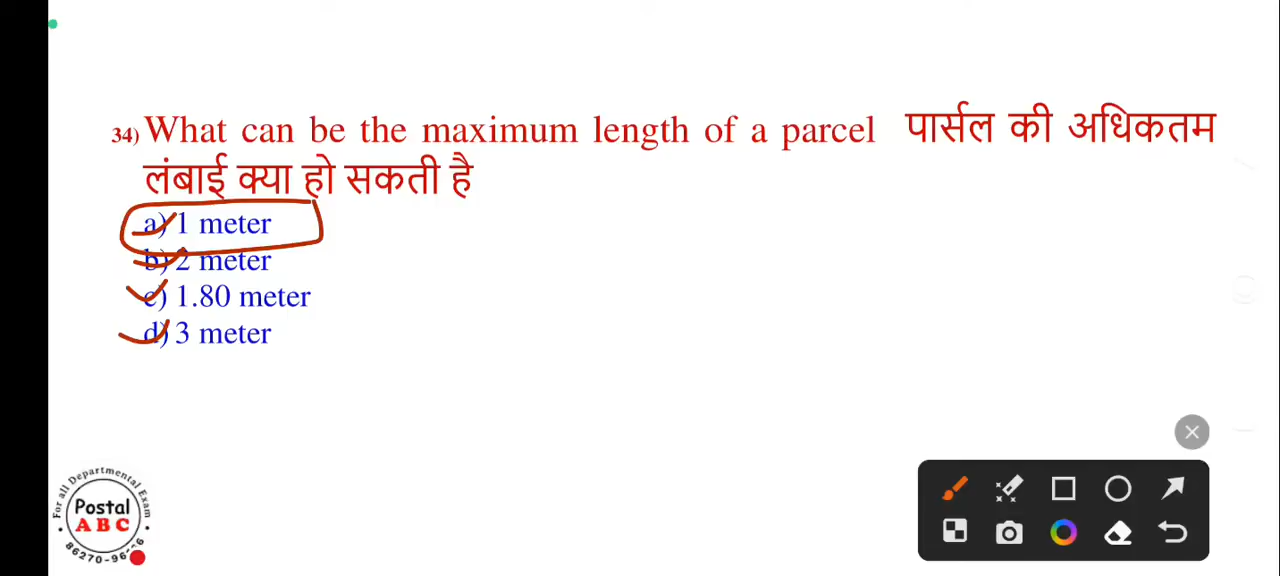 34) What can be the maximum length of a parcel पार्सल की अधिकतम
लंबाई क्या हो सकती है
a) 1 meter
b) 2 meter
c) 1.80 meter
d) 3 meter
For all Departmental Exam
Postal
ABC